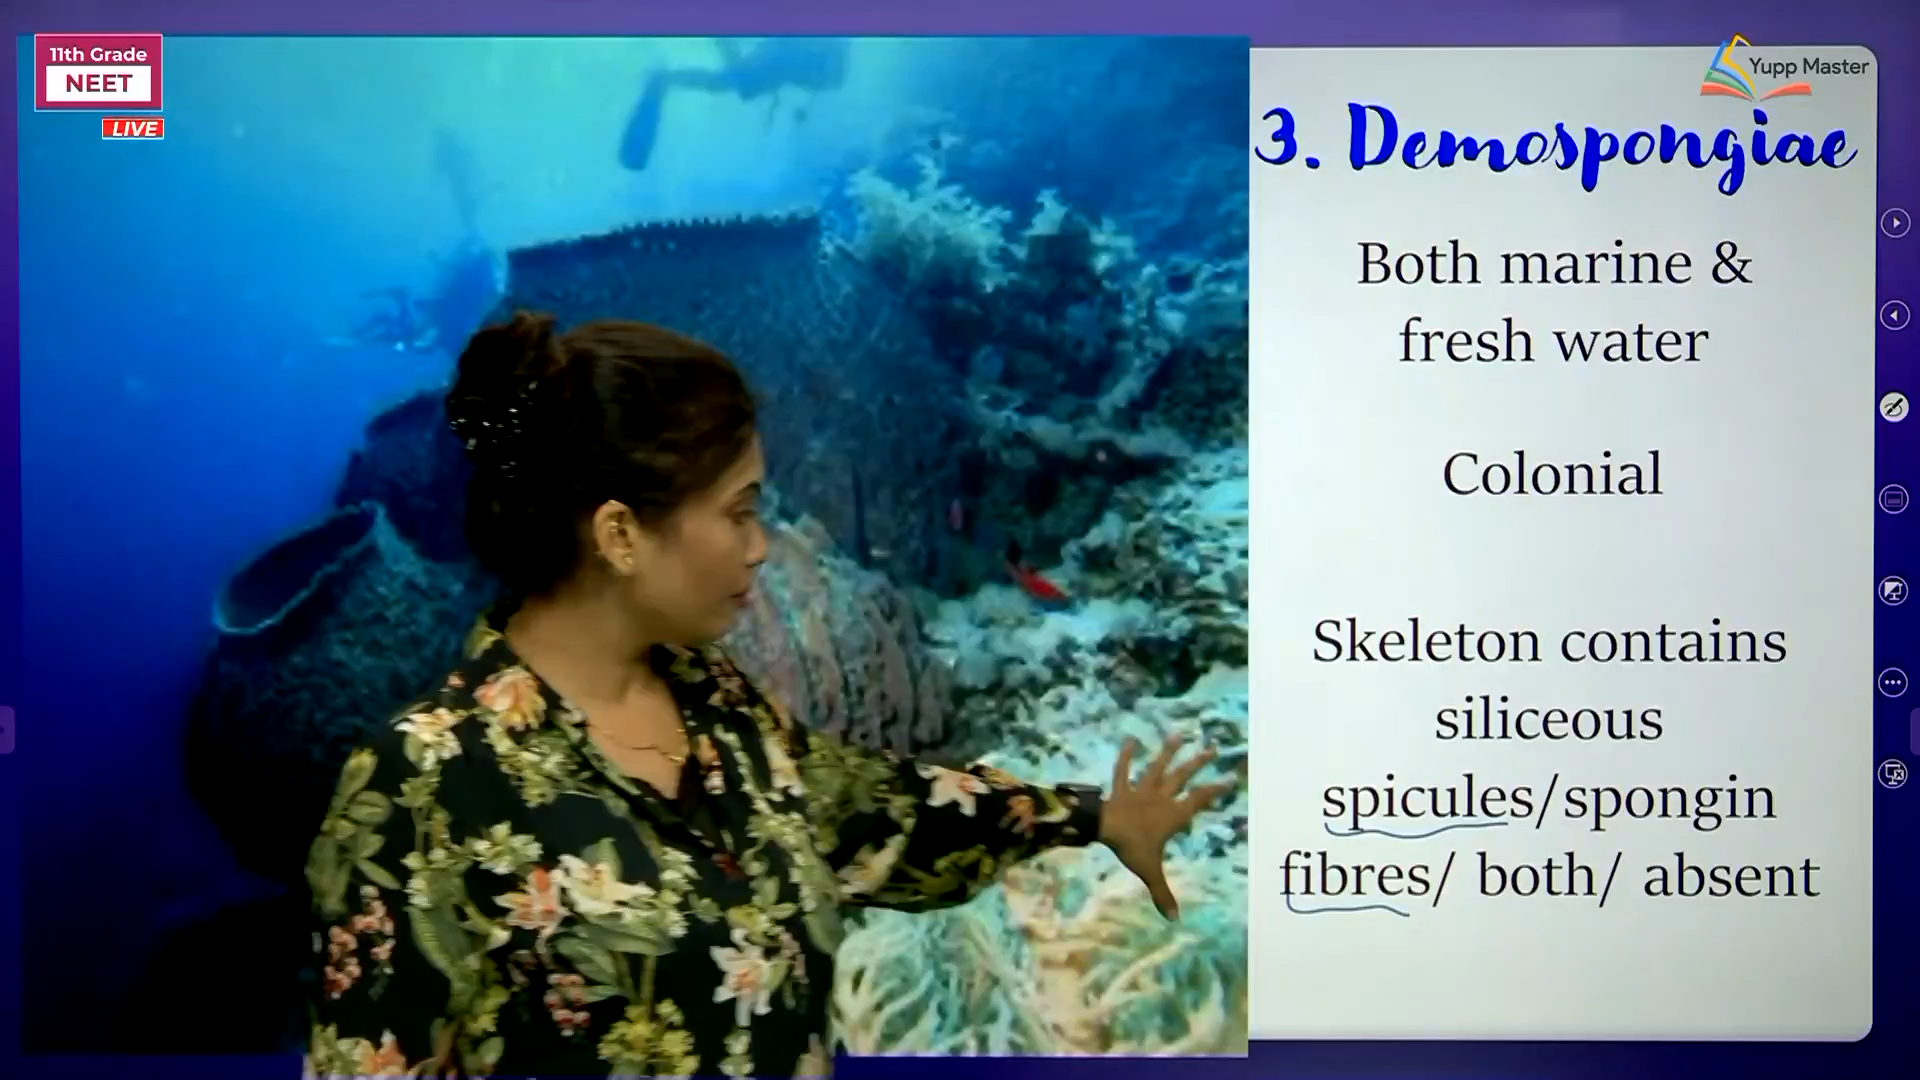 11th Grade
NEET
LIVE
Yupp Master
3. Demospongiae
Both marine &
fresh water
Colonial
Skeleton contains
siliceous
spicules/spongin
fibres/ both/ absent